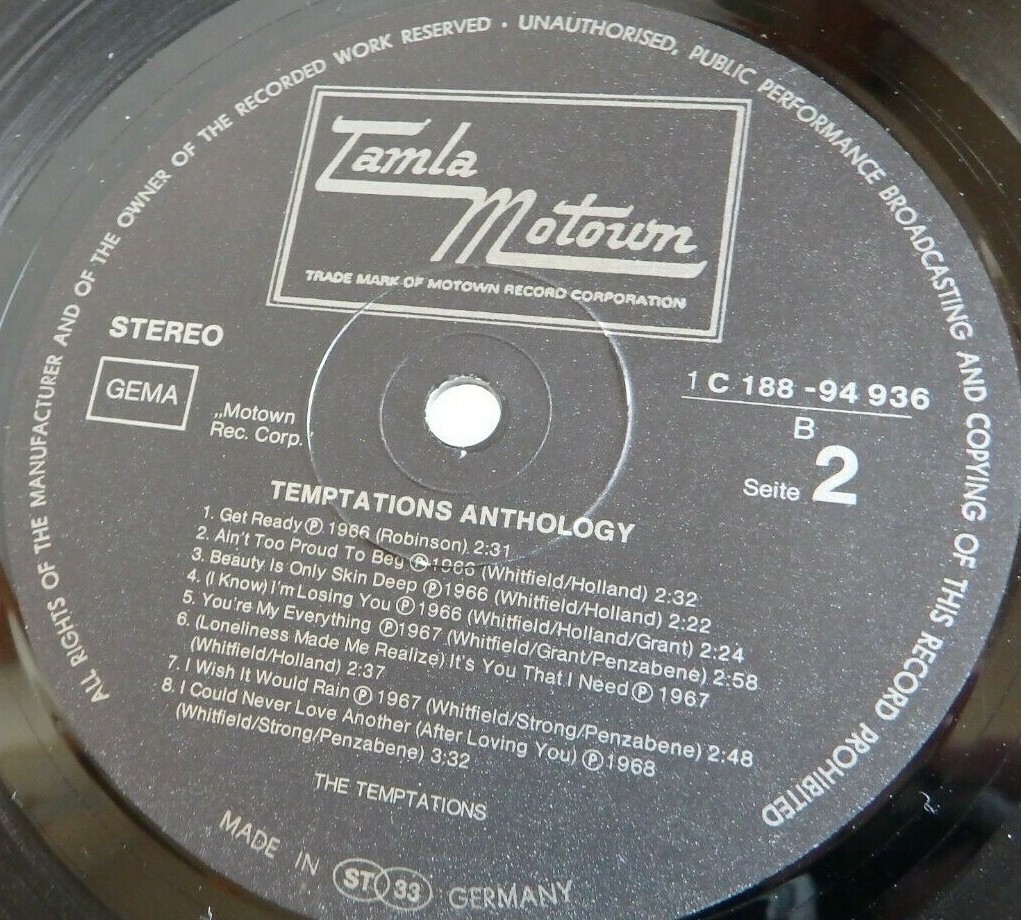 ALL RIGHTS OF THE MANUFACTURER AND OF THE OWNER OF THE RECORDED WORK RESERVED · UNAUTHORISED, PUBLIC PERFORMANCE BROADCASTING AND COPYING OF THIS RECORD PROHIBITED
Tamla
Motown
TRADE MARK OF MOTOWN RECORD CORPORATION
STEREO
GEMA
„Motown
Rec. Corp.
1 C 188 -94 936
B
Seite 2
TEMPTATIONS ANTHOLOGY
1. Get Ready ℗ 1966 (Robinson) 2:31
2. Ain't Too Proud To Beg ℗ 1966 (Whitfield/Holland) 2:32
3. Beauty Is Only Skin Deep ℗ 1966 (Whitfield/Holland) 2:22
4. (I Know) I'm Losing You ℗ 1966 (Whitfield/Holland/Grant) 2:24
5. You're My Everything ℗ 1967 (Whitfield/Grant/Penzabene) 2:58
6. (Loneliness Made Me Realize) It's You That I Need ℗ 1967
(Whitfield/Holland) 2:37
7. I Wish It Would Rain ℗ 1967 (Whitfield/Strong/Penzabene) 2:48
8. I Could Never Love Another (After Loving You) ℗ 1968
(Whitfield/Strong/Penzabene) 3:32
THE TEMPTATIONS
MADE IN ST 33 GERMANY